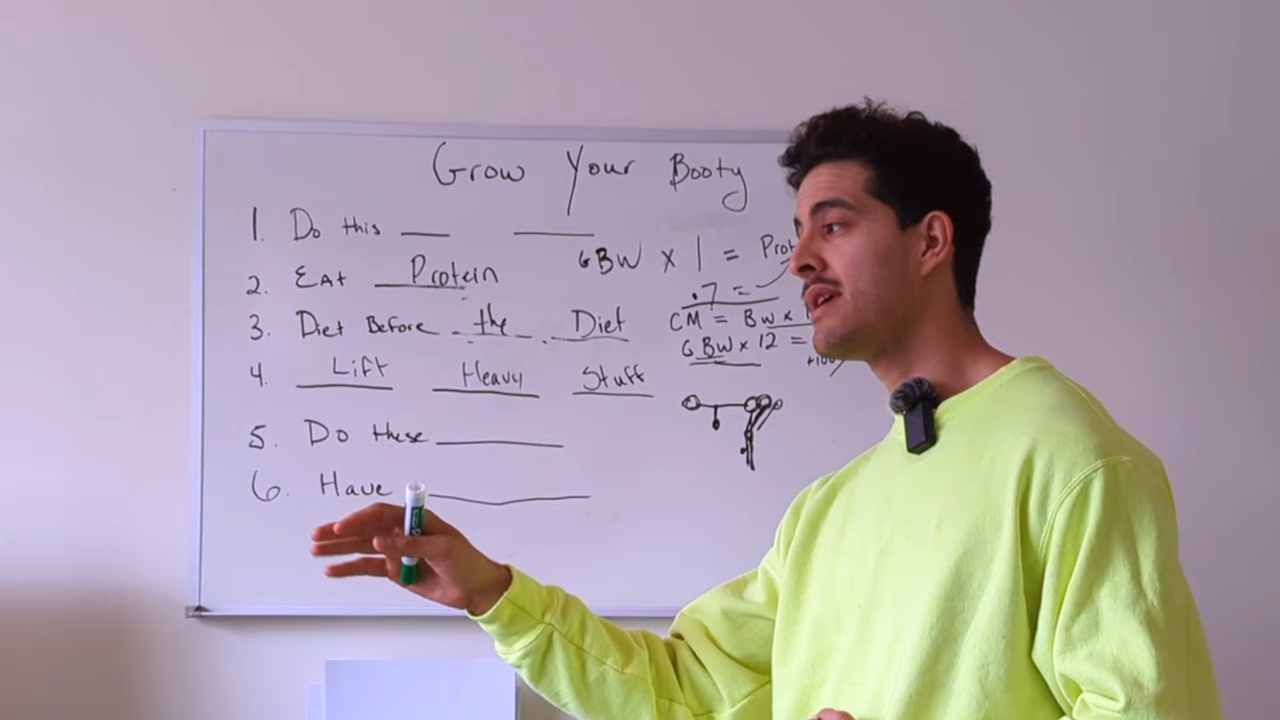 Grow Your Booty
1. Do this
2. Eat Protein
3. Diet Before the Diet
4. Lift Heavy Stuff
5. Do these
6. Have
GBW x 1 =
.7 =
CM = BW x
GBW x 12 =
+100